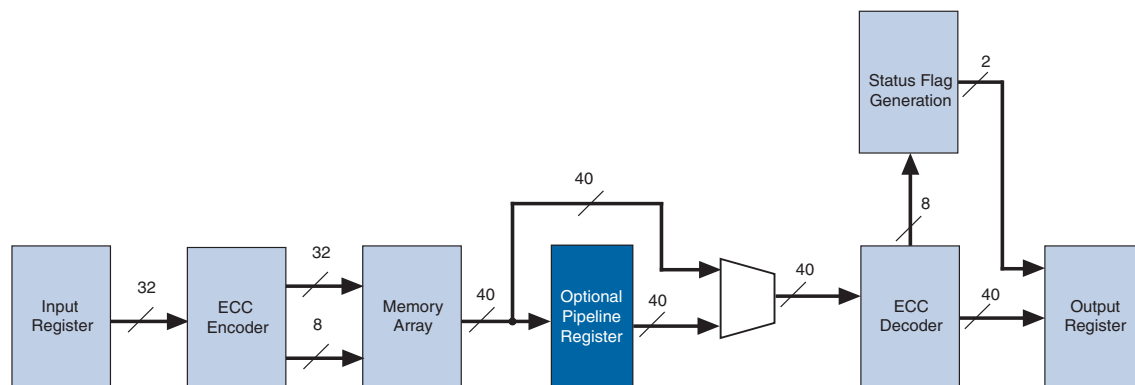 Status Flag
Generation
2
40
8
Input
Register
32
ECC
Encoder
32
8
Memory
Array
40
Optional
Pipeline
Register
40
40
ECC
Decoder
40
Output
Register